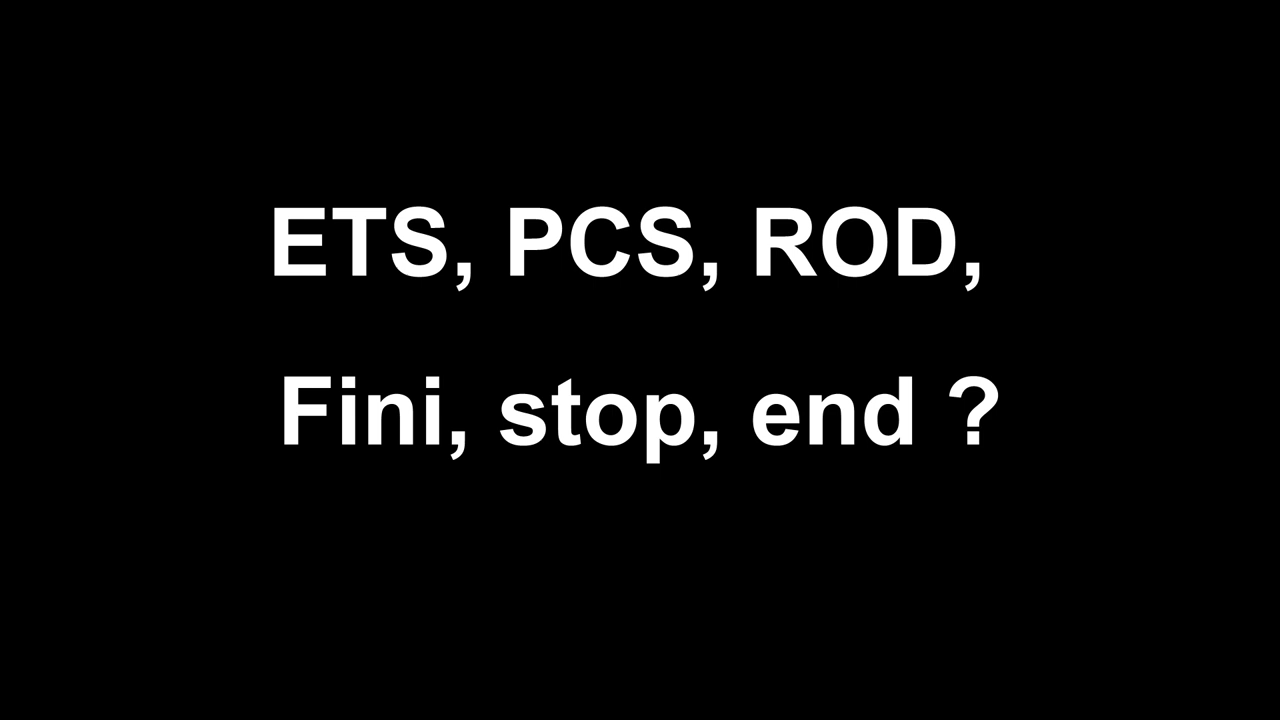 ETS, PCS, ROD,
Fini, stop, end ?